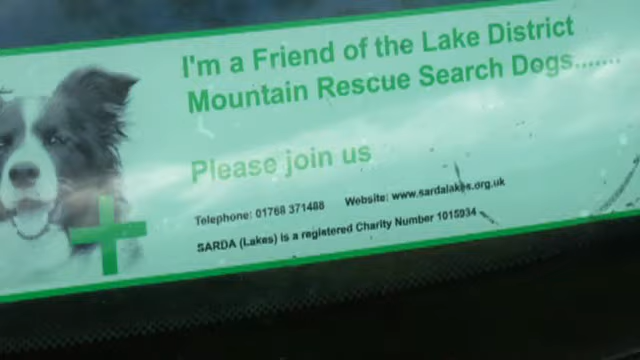 I'm a Friend of the Lake District
Mountain Rescue Search Dogs.......
Please join us
Telephone: 01768 371488 Website: www.sardalakes.org.uk
SARDA (Lakes) is a registered Charity Number 1015934